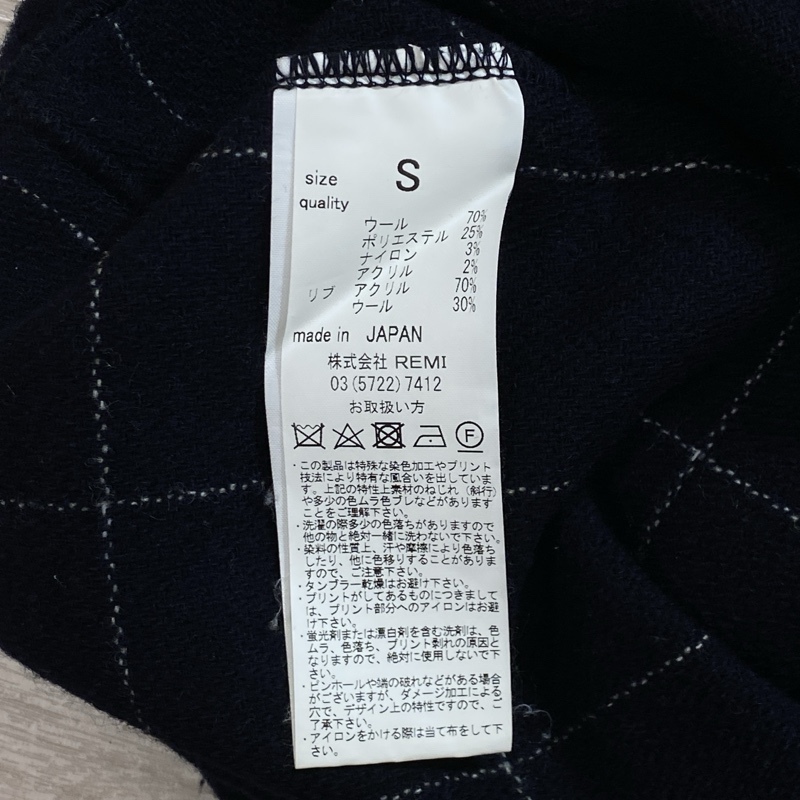 size S
quality
ウール 70%
ポリエステル 25%
ナイロン 3%
アクリル 2%
リブ アクリル 70%
ウール 30%
made in JAPAN
株式会社 REMI
03(5722)7412
お取扱い方
F
・この製品は特殊な染色加工やプリント
技法により特有な風合いを出していま
す。上記の特性上素材のねじれ（斜行）
や多少の色ムラ色ブレなどがあります
ことをご理解下さい。
・洗濯の際多少の色落ちがありますので
他の物と絶対一緒に洗わないで下さい。
・染料の性質上、汗や摩擦により色落ち
したり、他に色移りすることがありま
すので、ご注意下さい。
・タンブラー乾燥はお避け下さい。
・プリントがしてあるものにつきまして
は、プリント部分へのアイロンはお避
け下さい。
・蛍光剤または漂白剤を含む洗剤は、色
ムラ、色落ち、プリント剥れの原因と
なりますので、絶対に使用しないで下
さい。
・ピンホールや端の破れなどがある場合
がございますが、ダメージ加工による
穴で、デザイン上の特性ですので、ご
了承下さい。
・アイロンをかける際は当て布をして下
さい。